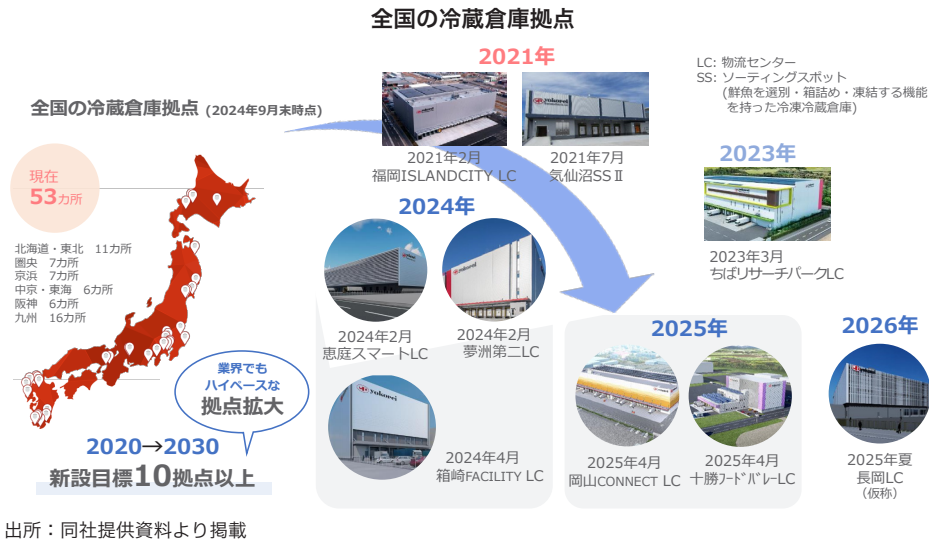 全国の冷蔵倉庫拠点
2021年
LC: 物流センター
SS: ソーティングスポット
(鮮魚を選別・箱詰め・凍結する機能
を持った冷凍冷蔵倉庫)
全国の冷蔵倉庫拠点 (2024年9月末時点)
yokorei
yokorei
2021年2月
福岡ISLANDCITY LC
2021年7月
気仙沼SSⅡ
2023年
2023年3月
ちばリサーチパークLC
現在
53カ所
北海道・東北 11カ所
圏央 7カ所
京浜 7カ所
中京・東海 6カ所
阪神 6カ所
九州 16カ所
2024年
yokorei
2024年2月
恵庭スマートLC
2024年2月
夢洲第二LC
yokorei
2024年4月
箱崎FACILITY LC
2025年
2025年4月
岡山CONNECT LC
2025年4月
十勝フードバレーLC
2026年
2025年夏
長岡LC
(仮称)
業界でも
ハイペースな
拠点拡大
2020→2030
新設目標10拠点以上
出所：同社提供資料より掲載